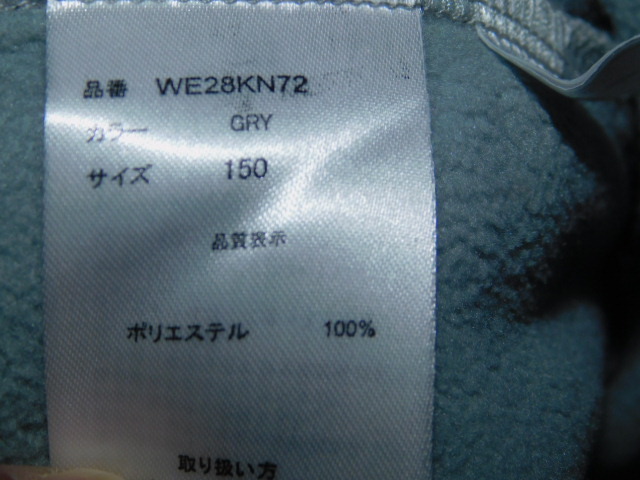 品番 WE28KN72
カラー GRY
サイズ 150
品質表示
ポリエステル 100%
取り扱い方